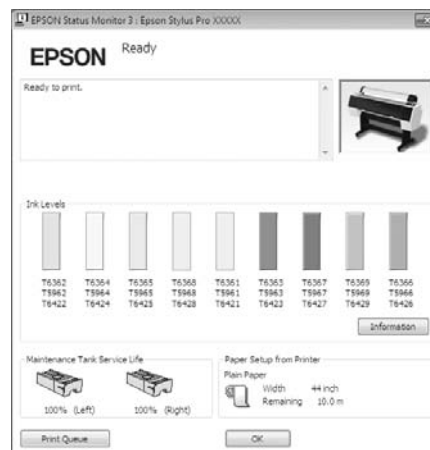 EPSON Status Monitor 3 : Epson Stylus Pro XXXXX
EPSON
Ready
Ready to print.
Ink Levels
T6362 T6364 T6365 T6368 T6361 T6363 T6367 T6369 T6366
T5962 T5964 T5965 T5968 T5961 T5963 T5967 T5969 T5966
T6422 T6424 T6425 T6428 T6421 T6423 T6427 T6429 T6426
Information
Maintenance Tank Service Life
100% (Left) 100% (Right)
Paper Setup from Printer
Plain Paper
Width 44 inch
Remaining 10.0 m
Print Queue
OK